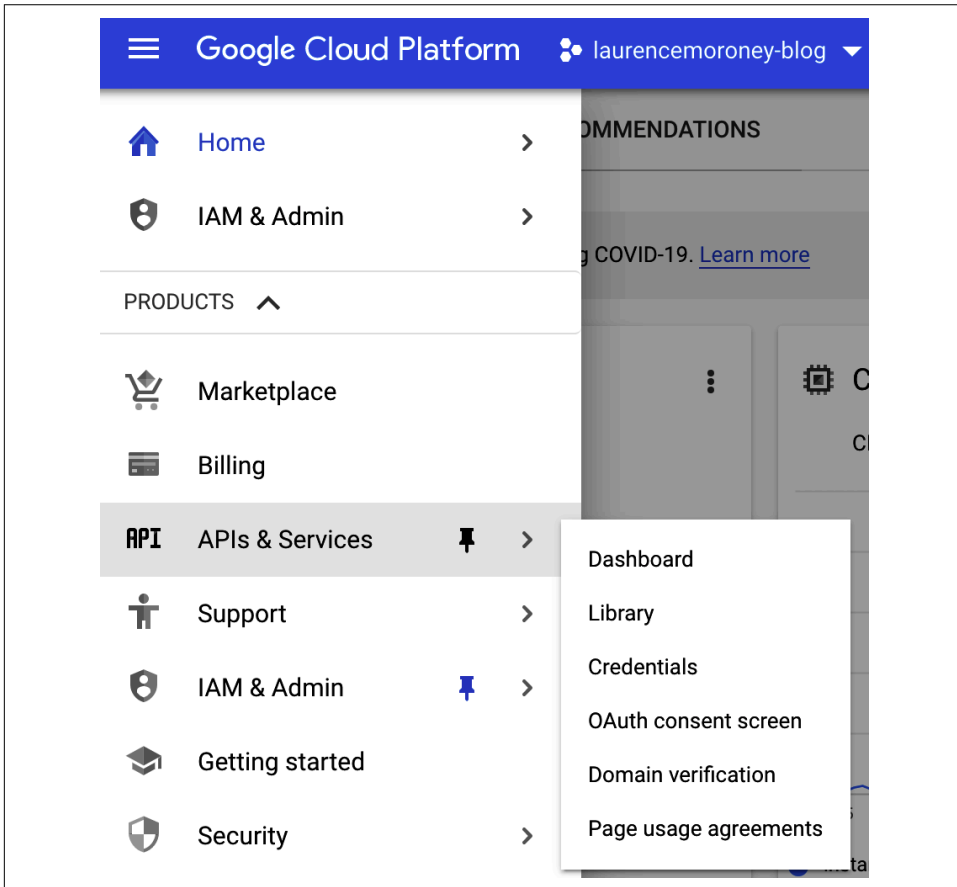 Google Cloud Platform laurencemoroney-blog
Home
OMMENDATIONS
IAM & Admin
COVID-19. Learn more
PRODUCTS
Marketplace
Billing
API APIs & Services
Dashboard
Library
Credentials
OAuth consent screen
Domain verification
Page usage agreements
Support
IAM & Admin
Getting started
Security